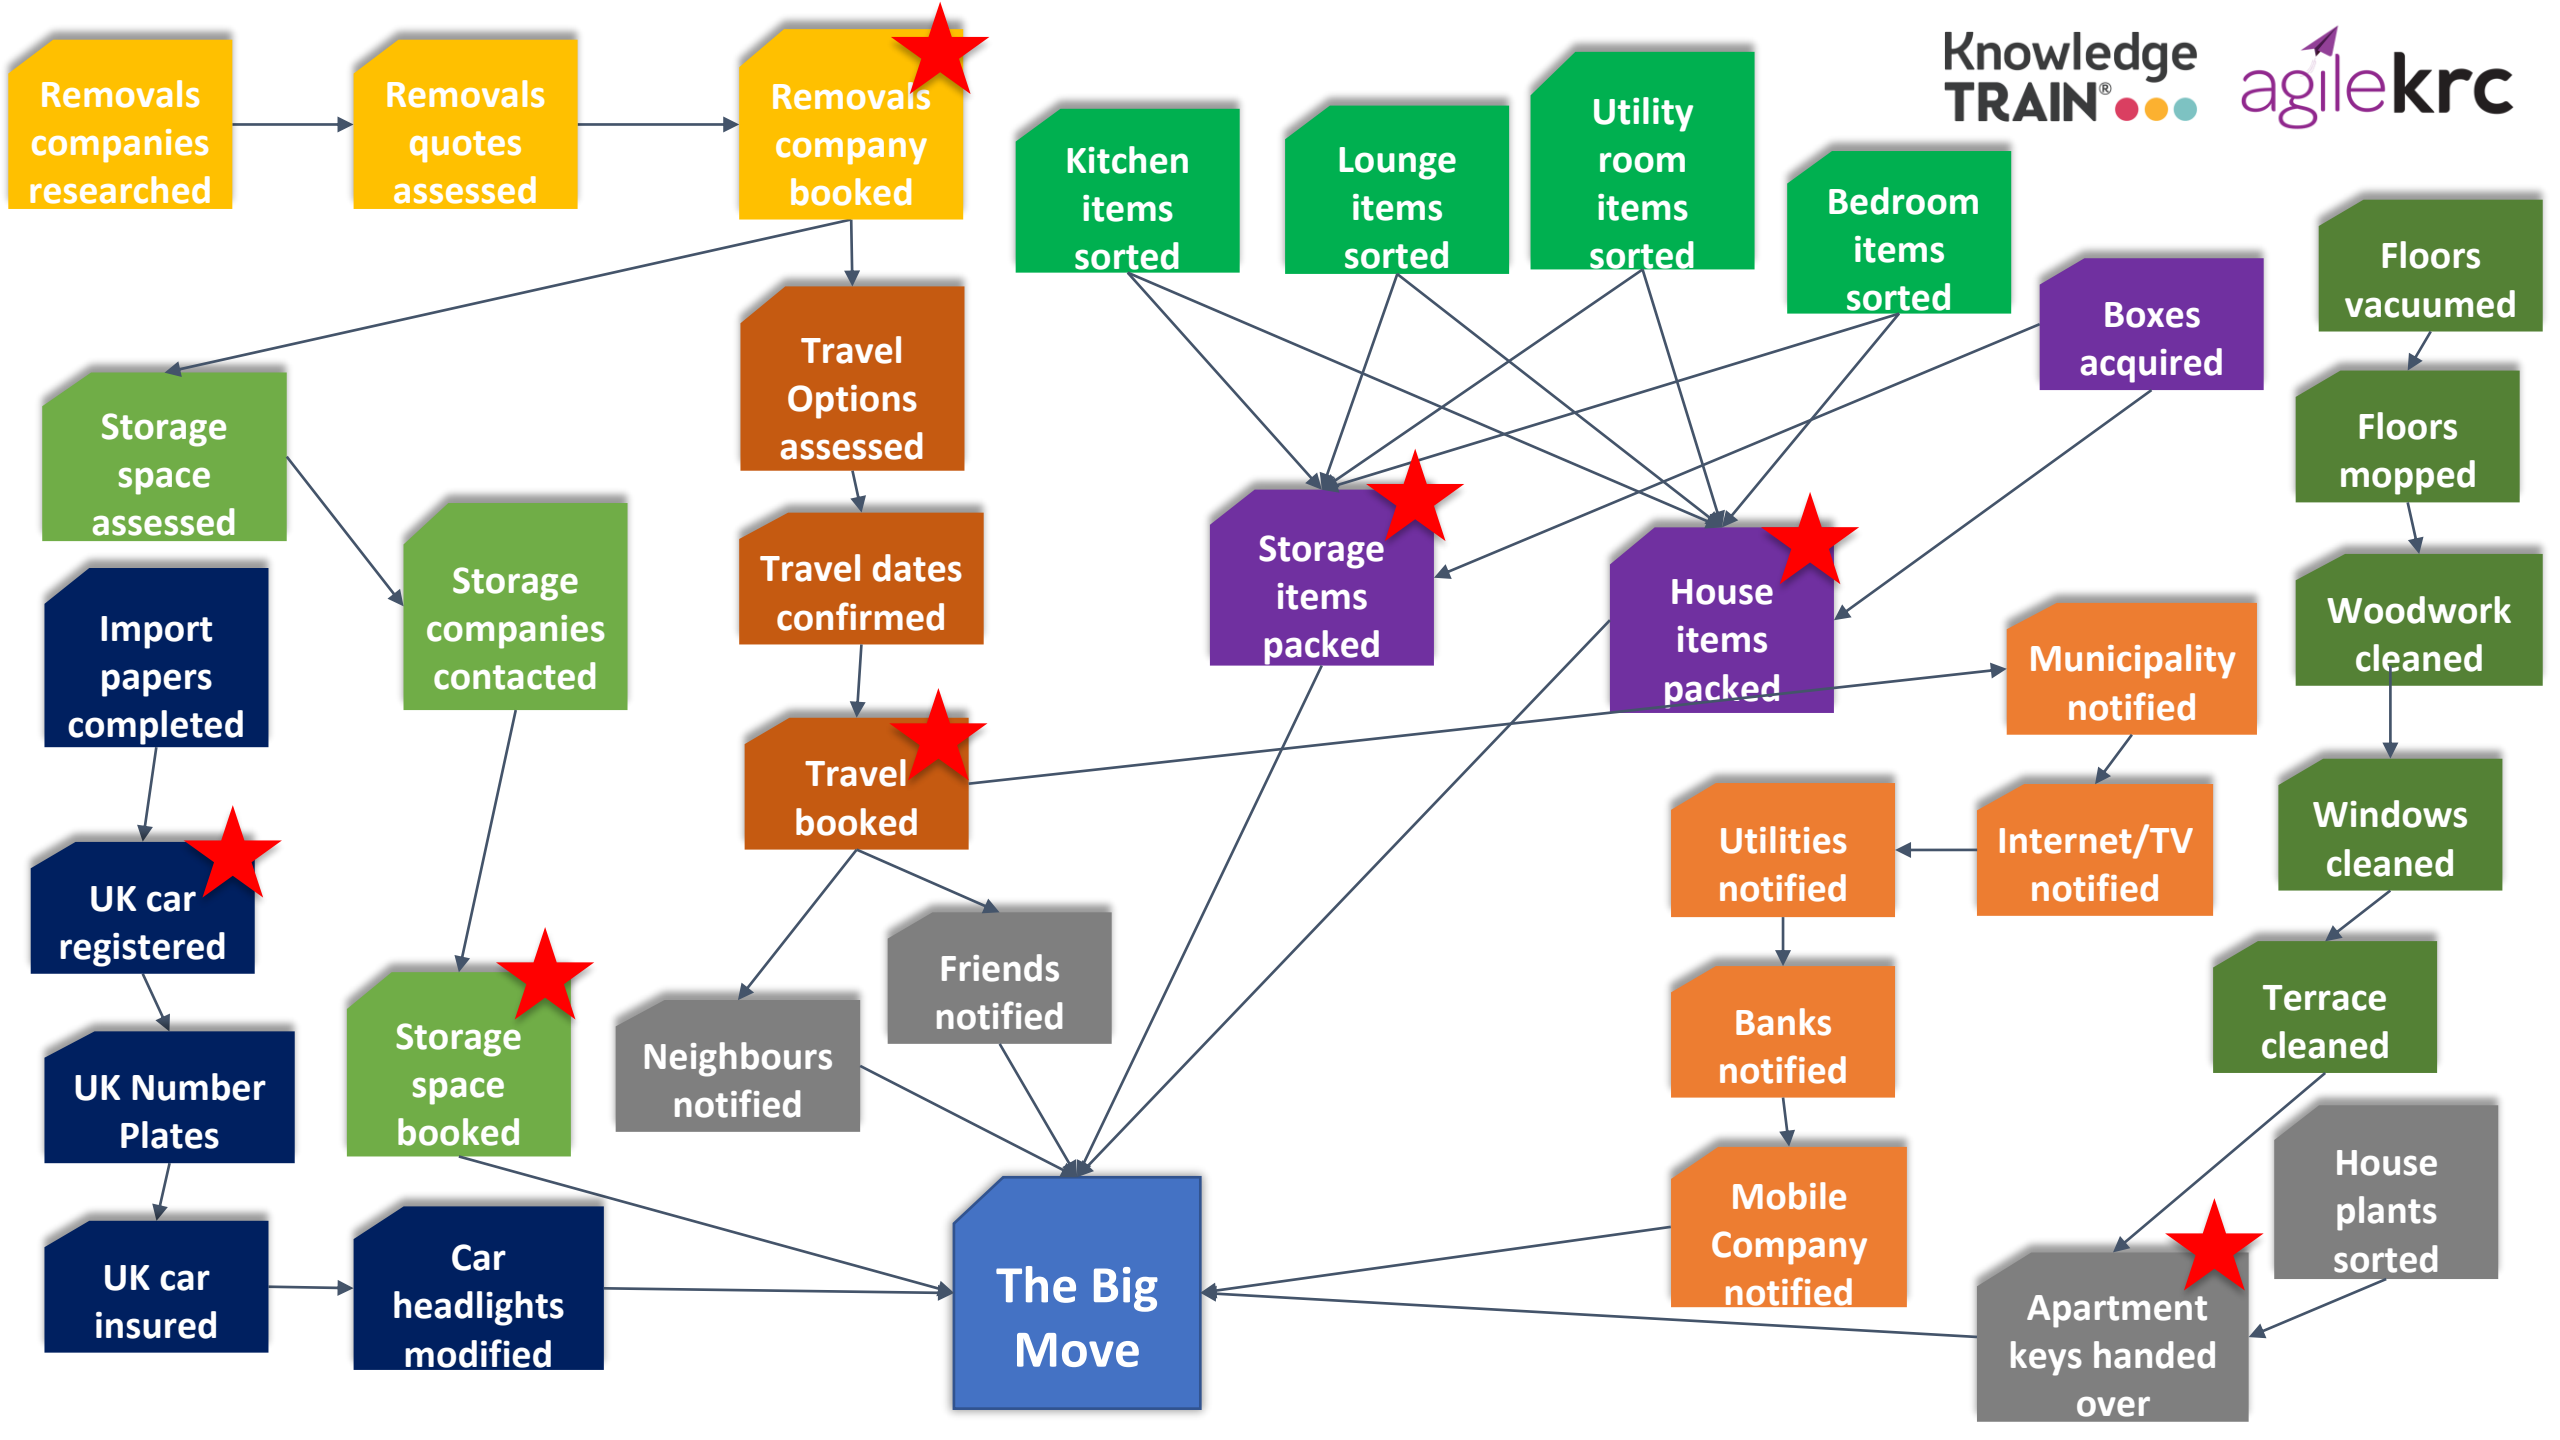 Removals
companies
researched
Removals
quotes
assessed
Removals
company
booked
Kitchen
items
sorted
Lounge
items
sorted
Utility
room
items
sorted
Bedroom
items
sorted
Knowledge
TRAIN®
agilekrc
Boxes
acquired
Floors
vacuumed
Floors
mopped
Woodwork
cleaned
Windows
cleaned
Terrace
cleaned
House
plants
sorted
Apartment
keys handed
over
Storage
space
assessed
Storage
companies
contacted
Storage
space
booked
Travel
Options
assessed
Travel dates
confirmed
Travel
booked
Storage
items
packed
House
items
packed
Municipality
notified
Internet/TV
notified
Utilities
notified
Banks
notified
Mobile
Company
notified
Friends
notified
Neighbours
notified
Import
papers
completed
UK car
registered
UK Number
Plates
UK car
insured
Car
headlights
modified
The Big
Move